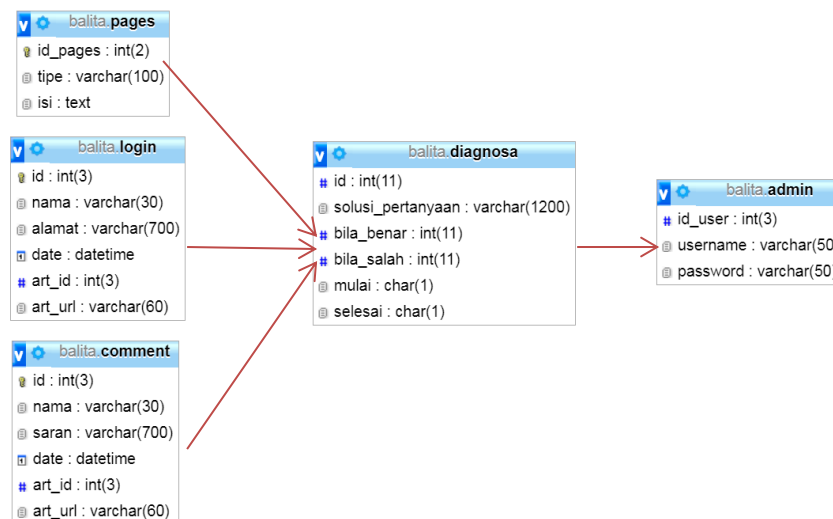 balita.pages
id_pages : int(2)
tipe : varchar(100)
isi : text
balita.login
id : int(3)
nama : varchar(30)
alamat : varchar(700)
date : datetime
art_id : int(3)
art_url : varchar(60)
balita.comment
id : int(3)
nama : varchar(30)
saran : varchar(700)
date : datetime
art_id : int(3)
art_url : varchar(60)
balita.diagnosa
id : int(11)
solusi_pertanyaan : varchar(1200)
bila_benar : int(11)
bila_salah : int(11)
mulai : char(1)
selesai : char(1)
balita.admin
id_user : int(3)
username : varchar(50
password : varchar(50)